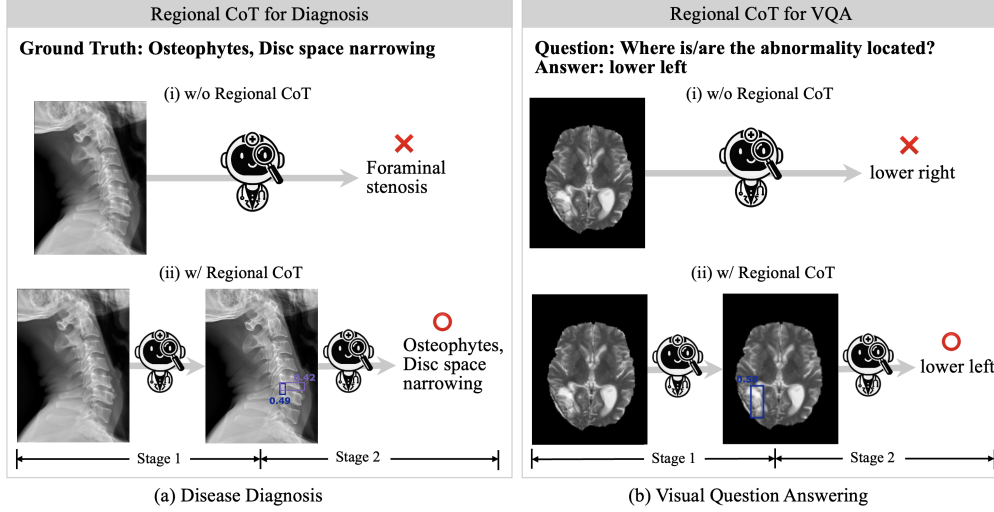 Regional CoT for Diagnosis
Ground Truth: Osteophytes, Disc space narrowing
(i) w/o Regional CoT
Foraminal
stenosis
(ii) w/ Regional CoT
0.42
0.49
Osteophytes,
Disc space
narrowing
Stage 1
Stage 2
(a) Disease Diagnosis
Regional CoT for VQA
Question: Where is/are the abnormality located?
Answer: lower left
(i) w/o Regional CoT
lower right
(ii) w/ Regional CoT
lower left
Stage 1
Stage 2
(b) Visual Question Answering